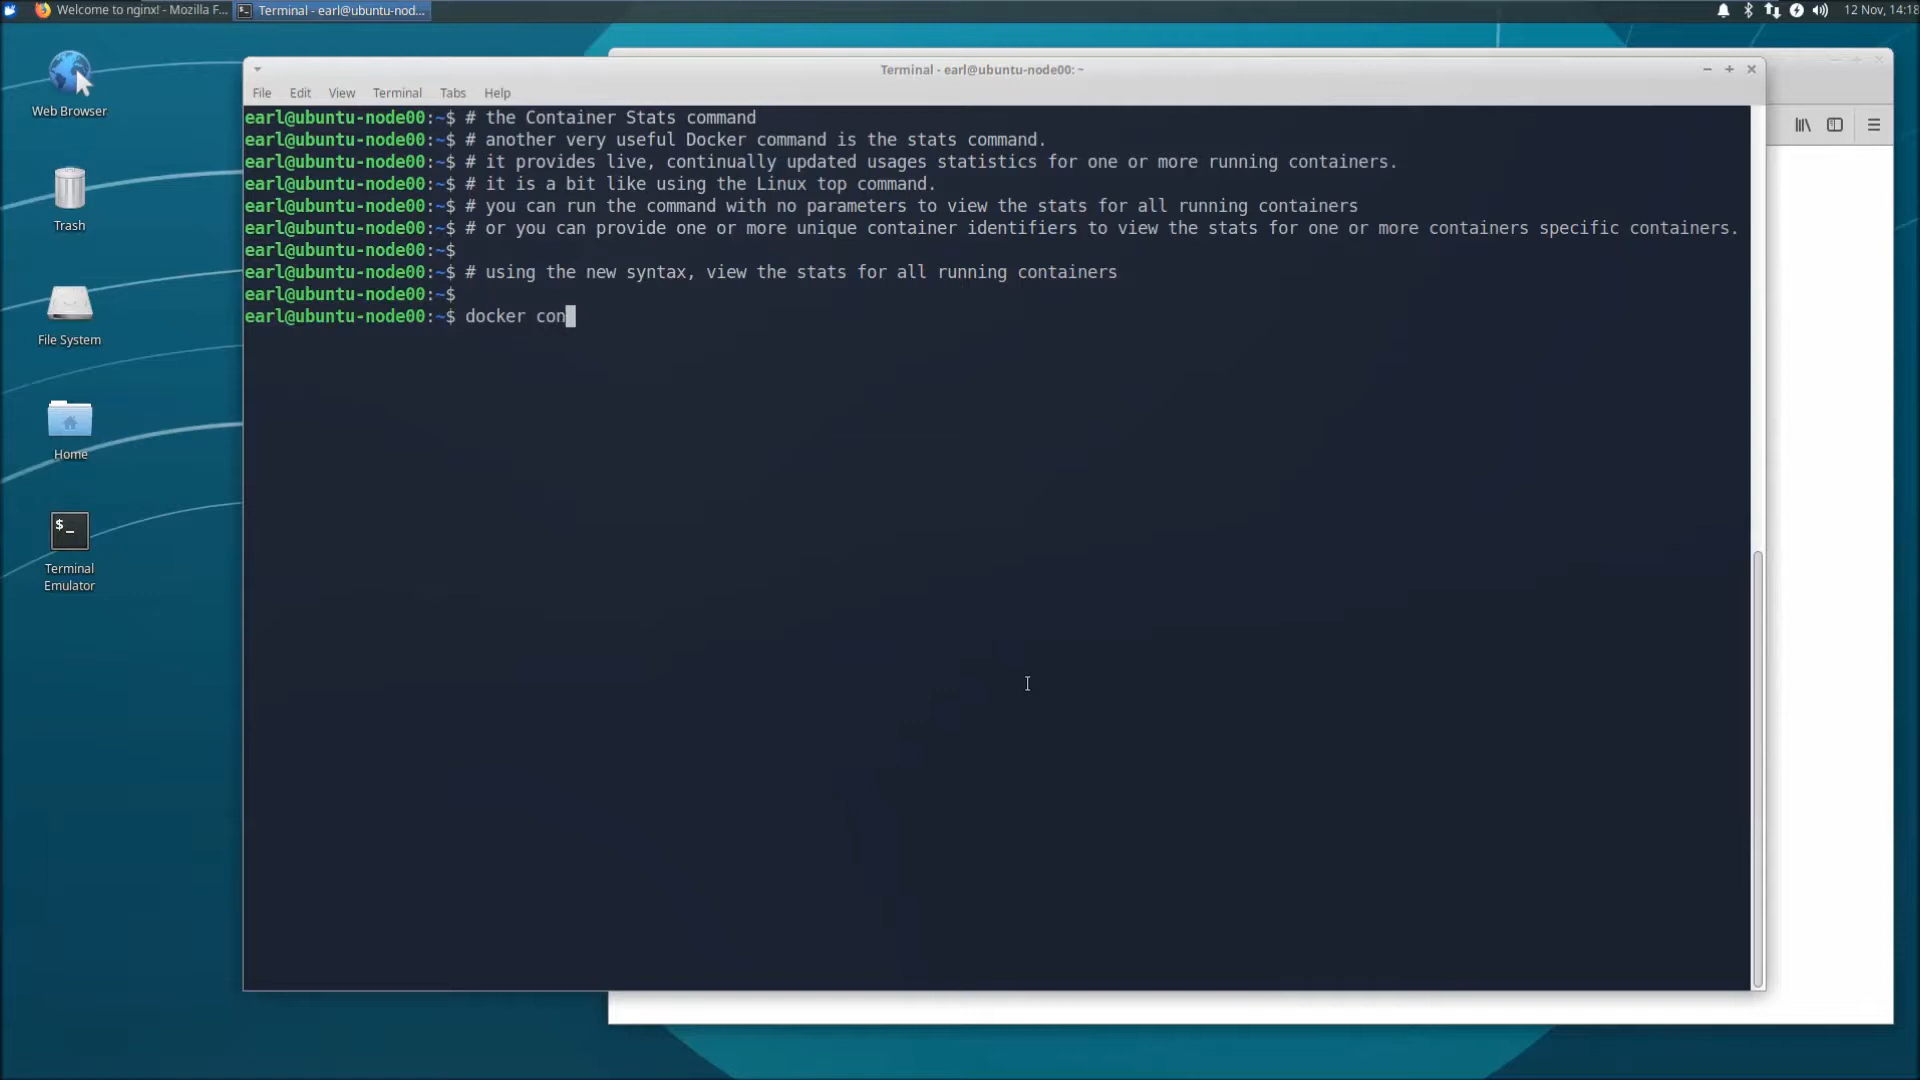 Welcome to nginx! - Mozilla F...
Terminal - earl@ubuntu-nod...
12 Nov, 14:18
Web Browser
Trash
File System
Home
$_
Terminal
Emulator
Terminal - earl@ubuntu-node00: ~
File Edit View Terminal Tabs Help
earl@ubuntu-node00:~$ # the Container Stats command
earl@ubuntu-node00:~$ # another very useful Docker command is the stats command.
earl@ubuntu-node00:~$ # it provides live, continually updated usages statistics for one or more running containers.
earl@ubuntu-node00:~$ # it is a bit like using the Linux top command.
earl@ubuntu-node00:~$ # you can run the command with no parameters to view the stats for all running containers
earl@ubuntu-node00:~$ # or you can provide one or more unique container identifiers to view the stats for one or more containers specific containers.
earl@ubuntu-node00:~$
earl@ubuntu-node00:~$ # using the new syntax, view the stats for all running containers
earl@ubuntu-node00:~$
earl@ubuntu-node00:~$ docker con